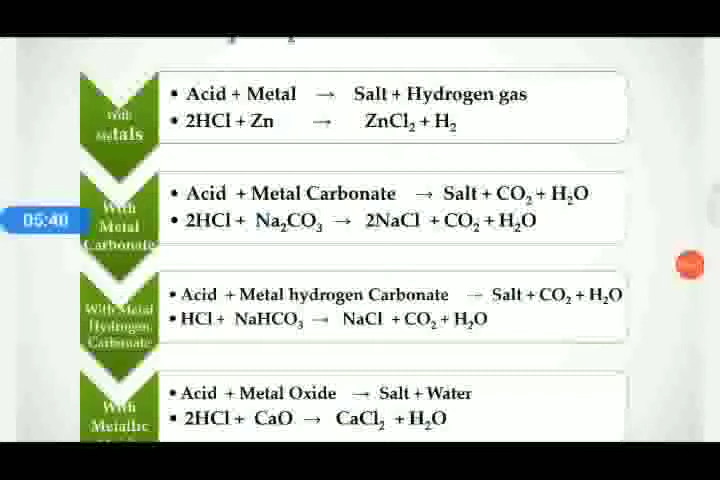 With
Metals
• Acid + Metal → Salt + Hydrogen gas
• 2HCl + Zn → ZnCl₂ + H₂
With
Metal
Carbonate
• Acid + Metal Carbonate → Salt + CO₂ + H₂O
• 2HCl + Na₂CO₃ → 2NaCl + CO₂ + H₂O
05:40
With Metal
Hydrogen
Carbonate
• Acid + Metal hydrogen Carbonate → Salt + CO₂ + H₂O
• HCl + NaHCO₃ → NaCl + CO₂ + H₂O
With
Metallic
• Acid + Metal Oxide → Salt + Water
• 2HCl + CaO → CaCl₂ + H₂O